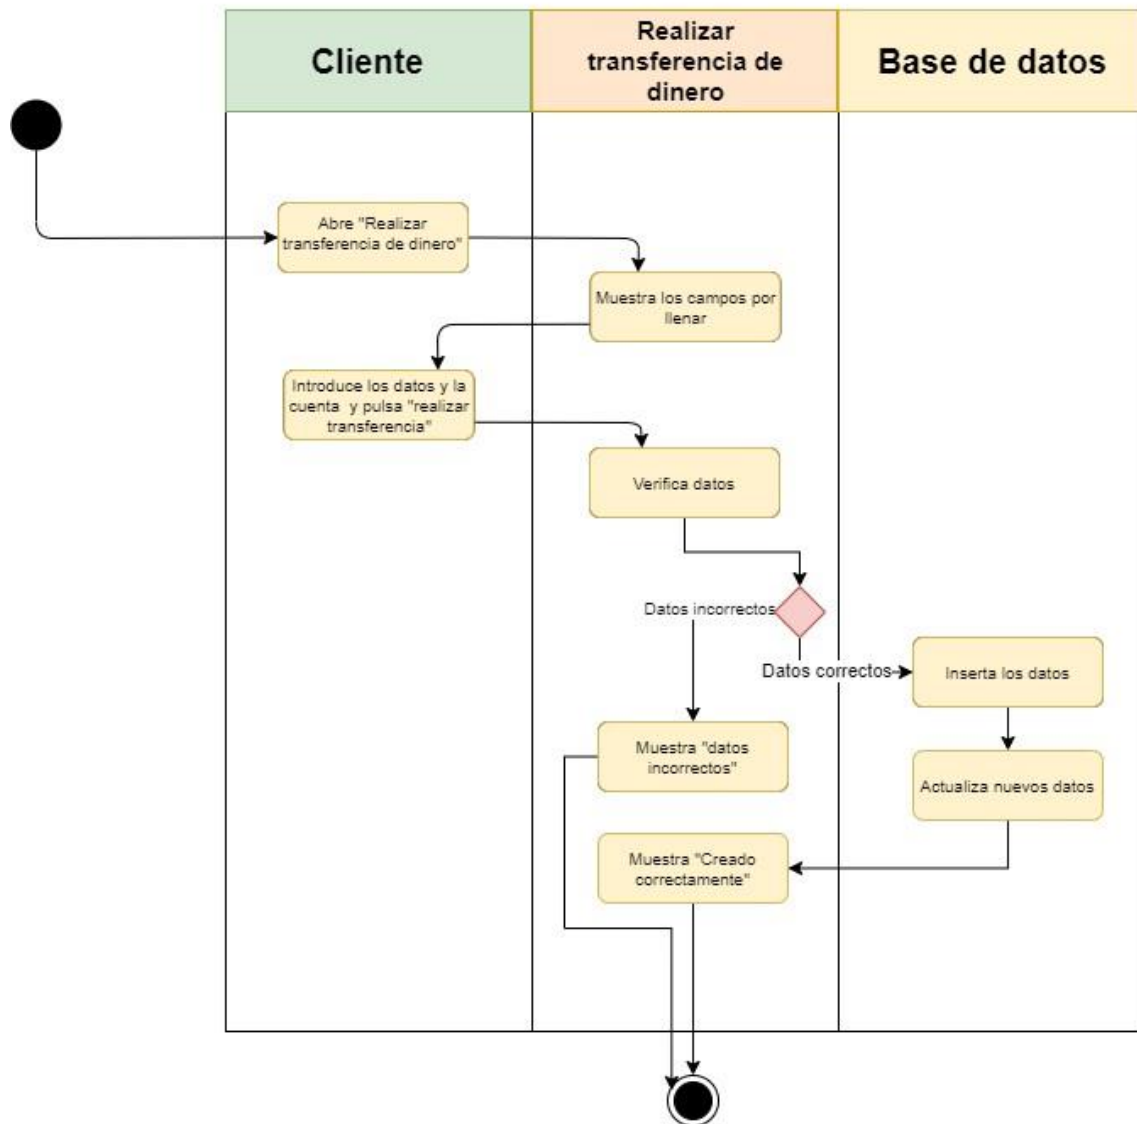 Cliente
Realizar
transferencia de
dinero
Base de datos
Abre "Realizar
transferencia de dinero"
Muestra los campos por
llenar
Introduce los datos y la
cuenta y pulsa "realizar
transferencia"
Verifica datos
Datos incorrectos
Datos correctos
Inserta los datos
Muestra "datos
incorrectos"
Actualiza nuevos datos
Muestra "Creado
correctamente"